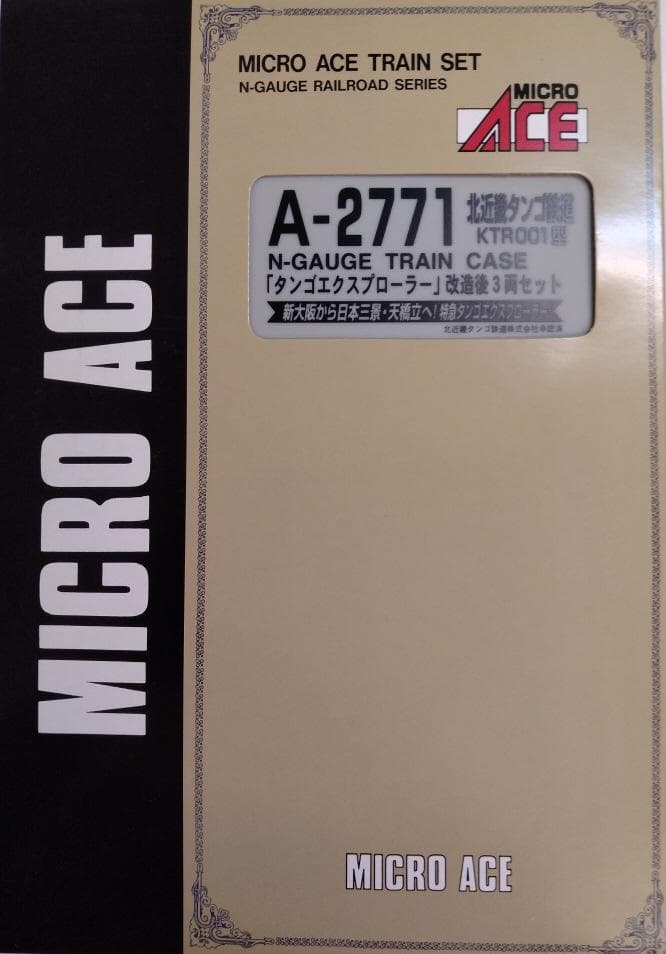 MICRO ACE
MICRO ACE TRAIN SET
N-GAUGE RAILROAD SERIES
MICRO
ACE
A-2771
北近畿タンゴ鉄道
KTR001型
N-GAUGE TRAIN CASE
「タンゴエクスプローラー」改造後3両セット
新大阪から日本三景・天橋立へ!特急タンゴエクスプローラー
北近畿タンゴ鉄道株式会社承認済
MICRO ACE